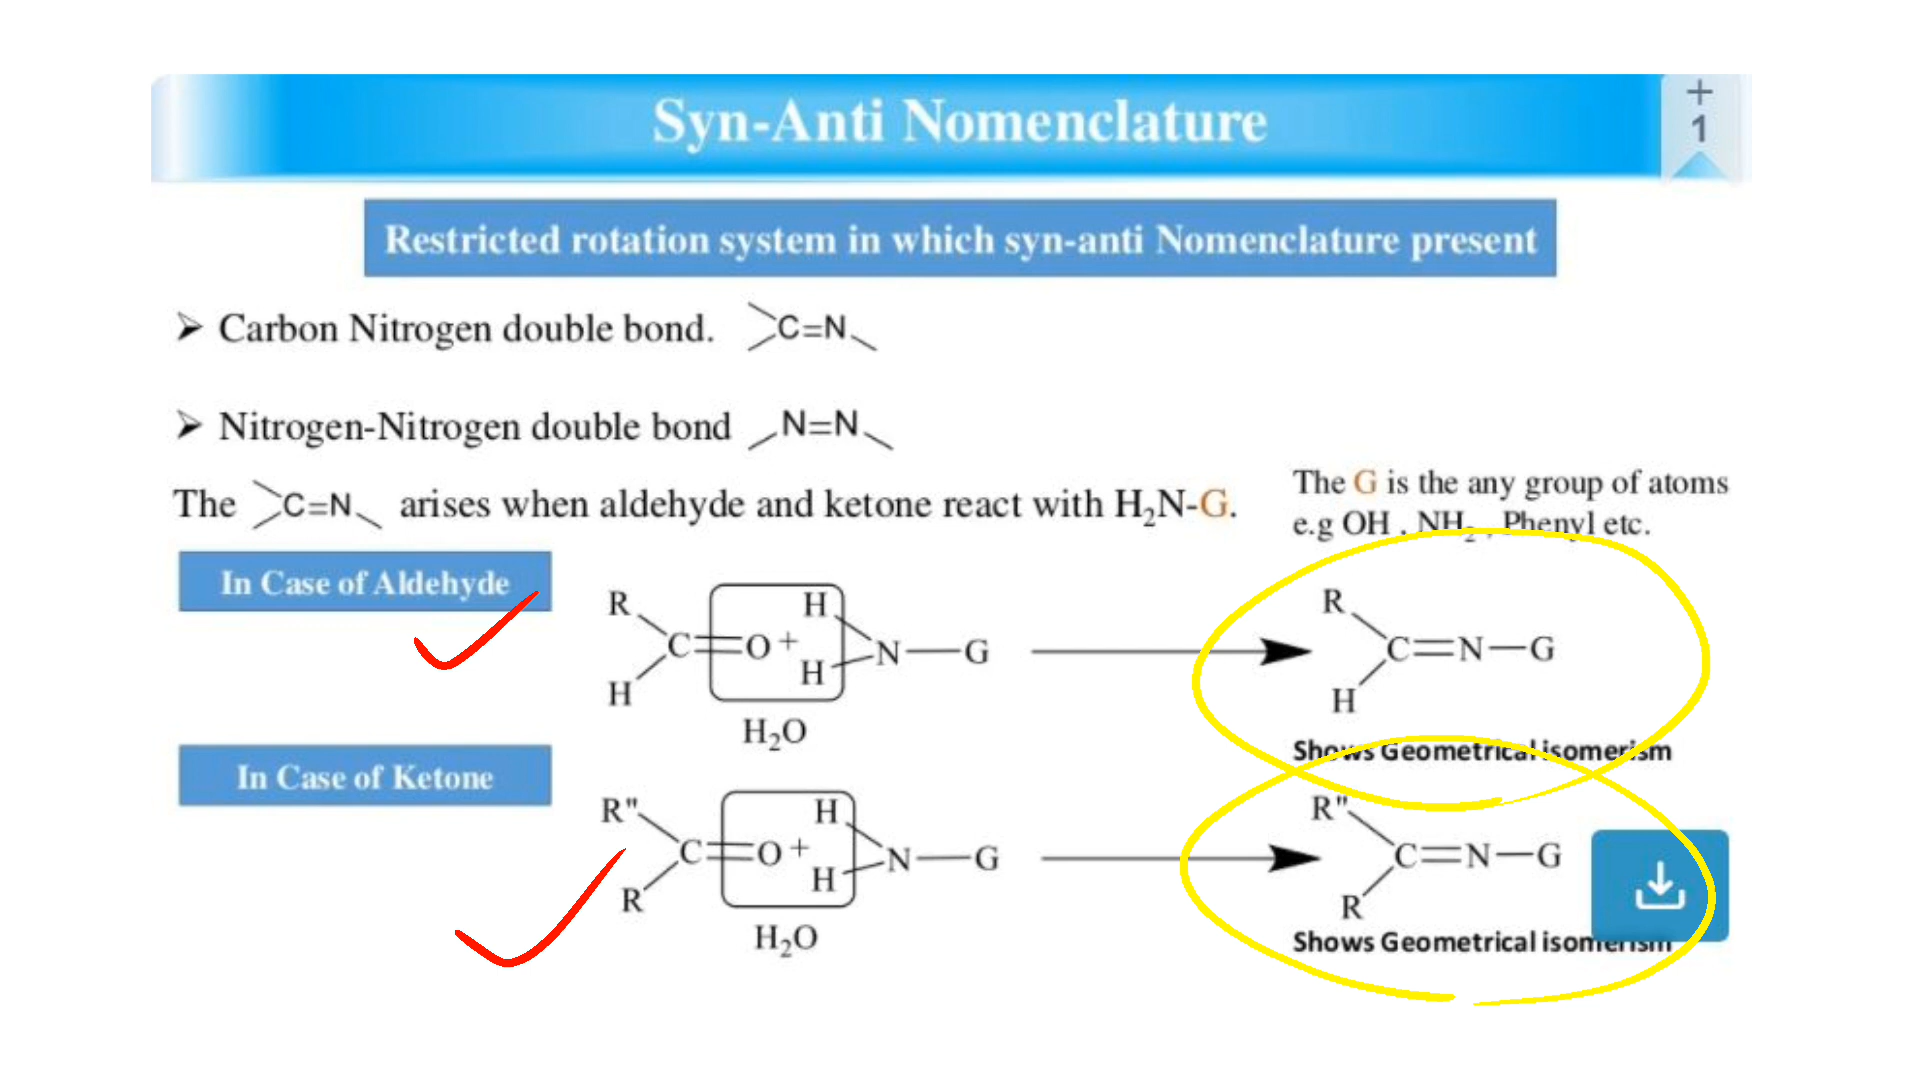 Syn-Anti Nomenclature
+
1
Restricted rotation system in which syn-anti Nomenclature present
➢ Carbon Nitrogen double bond. C=N
➢ Nitrogen-Nitrogen double bond N=N
The C=N arises when aldehyde and ketone react with H₂N-G.
The G is the any group of atoms
e.g OH , NH₂ , Phenyl etc.
In Case of Aldehyde
R H
C=O + N—G
H H
H₂O
R
C=N—G
H
Shows Geometrical isomerism
In Case of Ketone
R" H
C=O + N—G
R H
H₂O
R"
C=N—G
R
Shows Geometrical isomerism